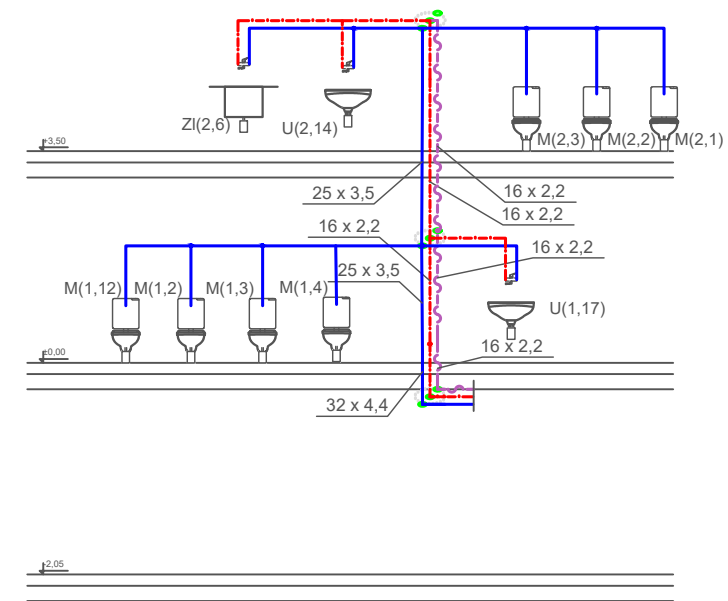 Zl(2,6)
U(2,14)
M(2,3)
M(2,2)
M(2,1)
+3,50
25 x 3,5
16 x 2,2
16 x 2,2
16 x 2,2
16 x 2,2
25 x 3,5
M(1,12)
M(1,2)
M(1,3)
M(1,4)
U(1,17)
16 x 2,2
±0,00
32 x 4,4
-2,05